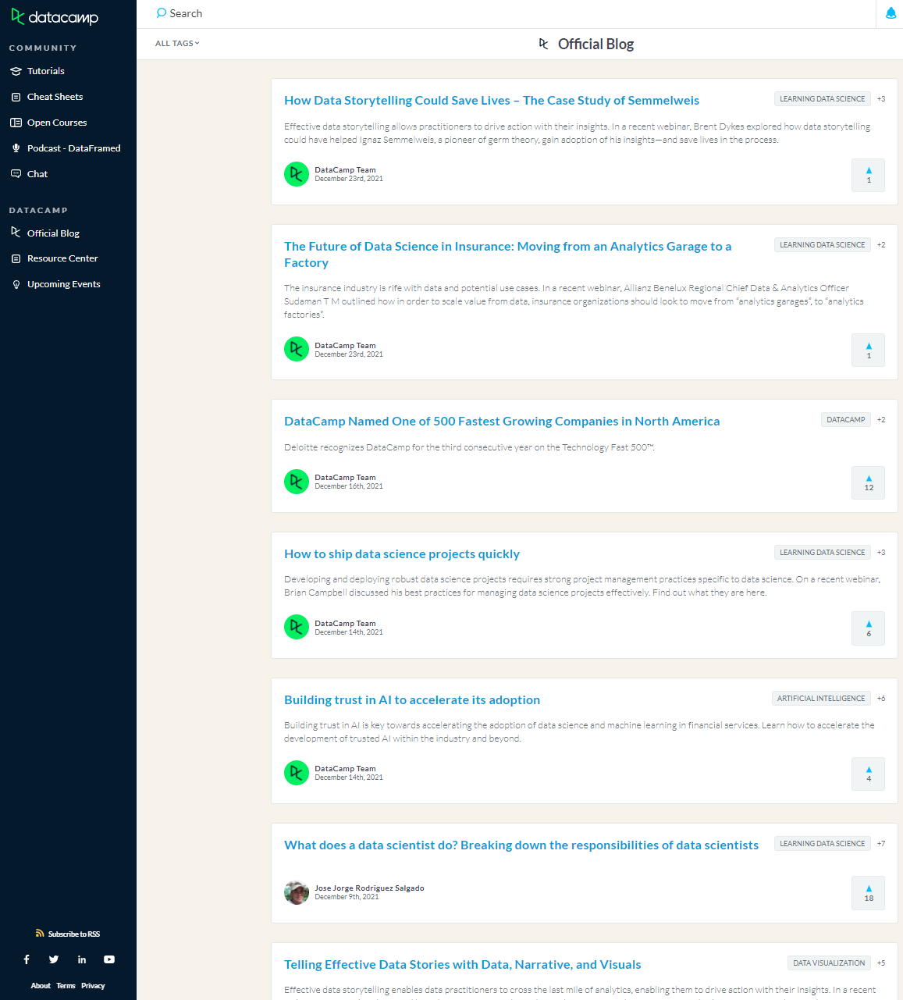 datacamp
COMMUNITY
Tutorials
Cheat Sheets
Open Courses
Podcast - DataFramed
Chat
DATACAMP
Official Blog
Resource Center
Upcoming Events
Subscribe to RSS
About Terms Privacy
Search
ALL TAGS
Official Blog
How Data Storytelling Could Save Lives – The Case Study of Semmelweis
LEARNING DATA SCIENCE +3
Effective data storytelling allows practitioners to drive action with their insights. In a recent webinar, Brent Dykes explored how data storytelling
could have helped Ignaz Semmelweis, a pioneer of germ theory, gain adoption of his insights—and save lives in the process.
DataCamp Team
December 23rd, 2021
1
The Future of Data Science in Insurance: Moving from an Analytics Garage to a
Factory
LEARNING DATA SCIENCE +2
The insurance industry is rife with data and potential use cases. In a recent webinar, Allianz Benelux Regional Chief Data & Analytics Officer
Sudaman T M outlined how in order to scale value from data, insurance organizations should look to move from “analytics garages”, to “analytics
factories”.
DataCamp Team
December 23rd, 2021
1
DataCamp Named One of 500 Fastest Growing Companies in North America
DATACAMP +2
Deloitte recognizes DataCamp for the third consecutive year on the Technology Fast 500™.
DataCamp Team
December 16th, 2021
12
How to ship data science projects quickly
LEARNING DATA SCIENCE +3
Developing and deploying robust data science projects requires strong project management practices specific to data science. On a recent webinar,
Brian Campbell discussed his best practices for managing data science projects effectively. Find out what they are here.
DataCamp Team
December 14th, 2021
6
Building trust in AI to accelerate its adoption
ARTIFICIAL INTELLIGENCE +6
Building trust in AI is key towards accelerating the adoption of data science and machine learning in financial services. Learn how to accelerate the
development of trusted AI within the industry and beyond.
DataCamp Team
December 14th, 2021
4
What does a data scientist do? Breaking down the responsibilities of data scientists
LEARNING DATA SCIENCE +7
Jose Jorge Rodriguez Salgado
December 9th, 2021
18
Telling Effective Data Stories with Data, Narrative, and Visuals
DATA VISUALIZATION +5
Effective data storytelling enables data practitioners to cross the last mile of analytics, enabling them to drive action with their insights. In a recent